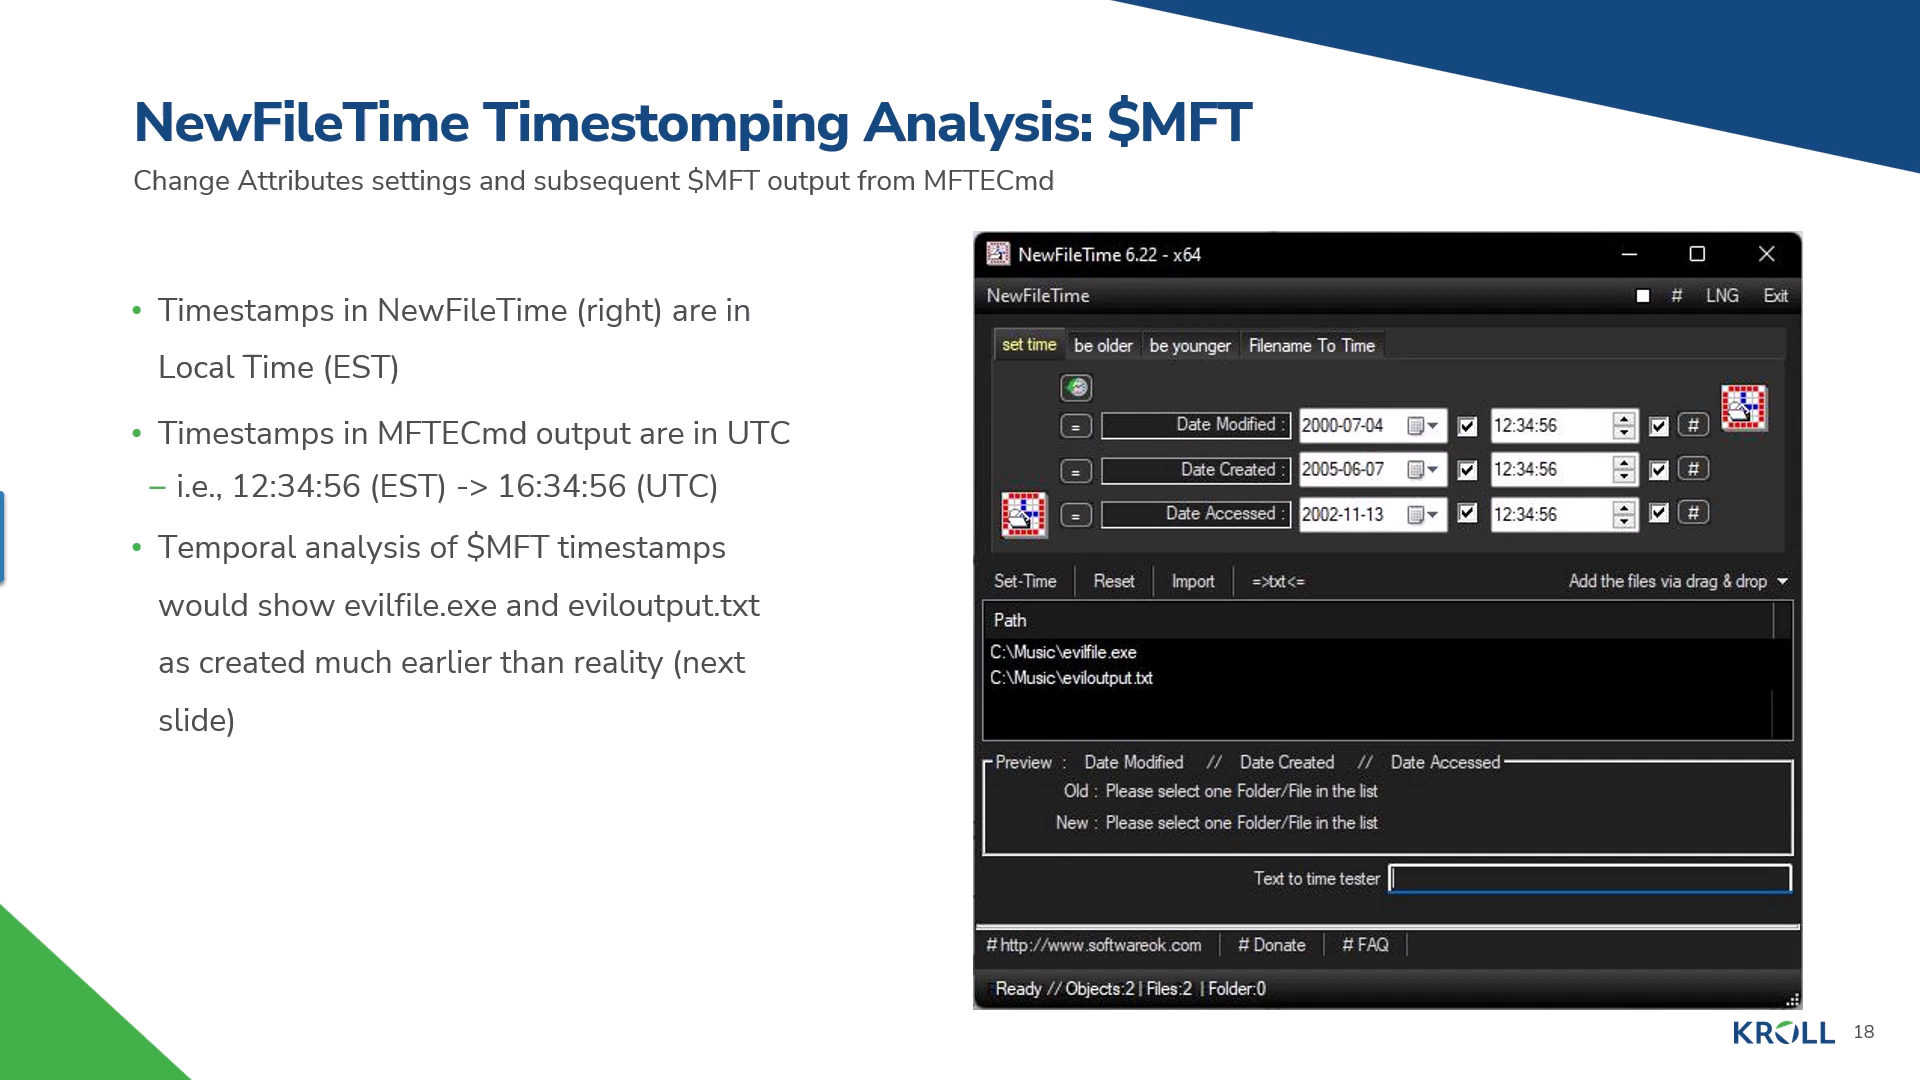 NewFileTime Timestomping Analysis: $MFT
Change Attributes settings and subsequent $MFT output from MFTECmd
• Timestamps in NewFileTime (right) are in
Local Time (EST)
• Timestamps in MFTECmd output are in UTC
– i.e., 12:34:56 (EST) -> 16:34:56 (UTC)
• Temporal analysis of $MFT timestamps
would show evilfile.exe and eviloutput.txt
as created much earlier than reality (next
slide)
NewFileTime 6.22 - x64
NewFileTime # LNG Exit
set time be older be younger Filename To Time
= Date Modified : 2000-07-04 12:34:56 #
= Date Created : 2005-06-07 12:34:56 #
= Date Accessed : 2002-11-13 12:34:56 #
Set-Time Reset Import =>txt<= Add the files via drag & drop
Path
C:\Music\evilfile.exe
C:\Music\eviloutput.txt
Preview : Date Modified // Date Created // Date Accessed
Old : Please select one Folder/File in the list
New : Please select one Folder/File in the list
Text to time tester
# http://www.softwareok.com # Donate # FAQ
Ready // Objects:2 | Files:2 | Folder:0
KROLL 18